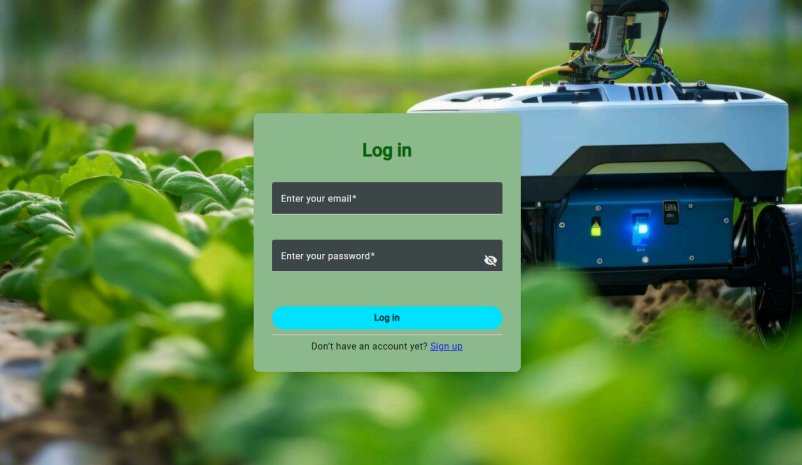 Log in
Enter your email*
Enter your password*
Log in
Don't have an account yet? Sign up